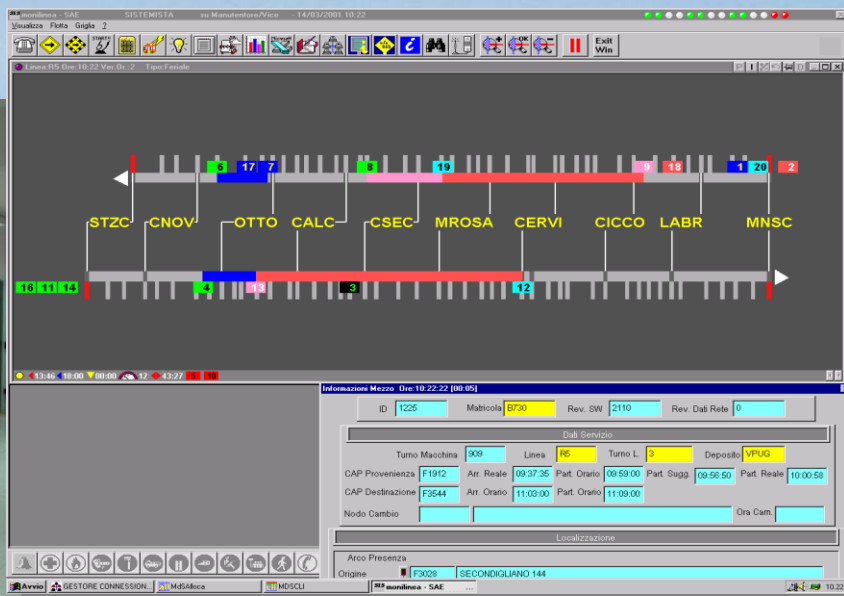 monilinea - SAE SISTEMISTA su Manutentore/Vice - 14/03/2001 10:22
Visualizza Flotta Griglia ?
Exit Win
Linea:R5 Ore:10:22 Ver.Or.:2 Tipo:Feriale
6 17 7 8 19 9 18 1 20 2
STZC CNOV OTTO CALC CSEC MROSA CERVI CICCO LABR MNSC
16 11 14 4 13 3 12
13:46 10:00 00:00 12 43:27 5 10
Informazioni Mezzo Ore:10:22:22 [00:05]
ID 1225 Matricola B730 Rev. SW 2110 Rev. Dati Rete 0
Dati Servizio
Turno Macchina 909 Linea R5 Turno L. 3 Deposito VPUG
CAP Provenienza F1912 Arr. Reale 09:37:35 Part. Orario 09:59:00 Part. Sugg. 09:56:50 Part. Reale 10:00:58
CAP Destinazione F3544 Arr. Orario 11:03:00 Part. Orario 11:09:00
Nodo Cambio Ora Cam.
Localizzazione
Arco Presenza
Origine F3028 SECONDIGLIANO 144
Avvio GESTORE CONNESSION... MdSAlloca MDSCLI monilinea - SAE ... 10.22